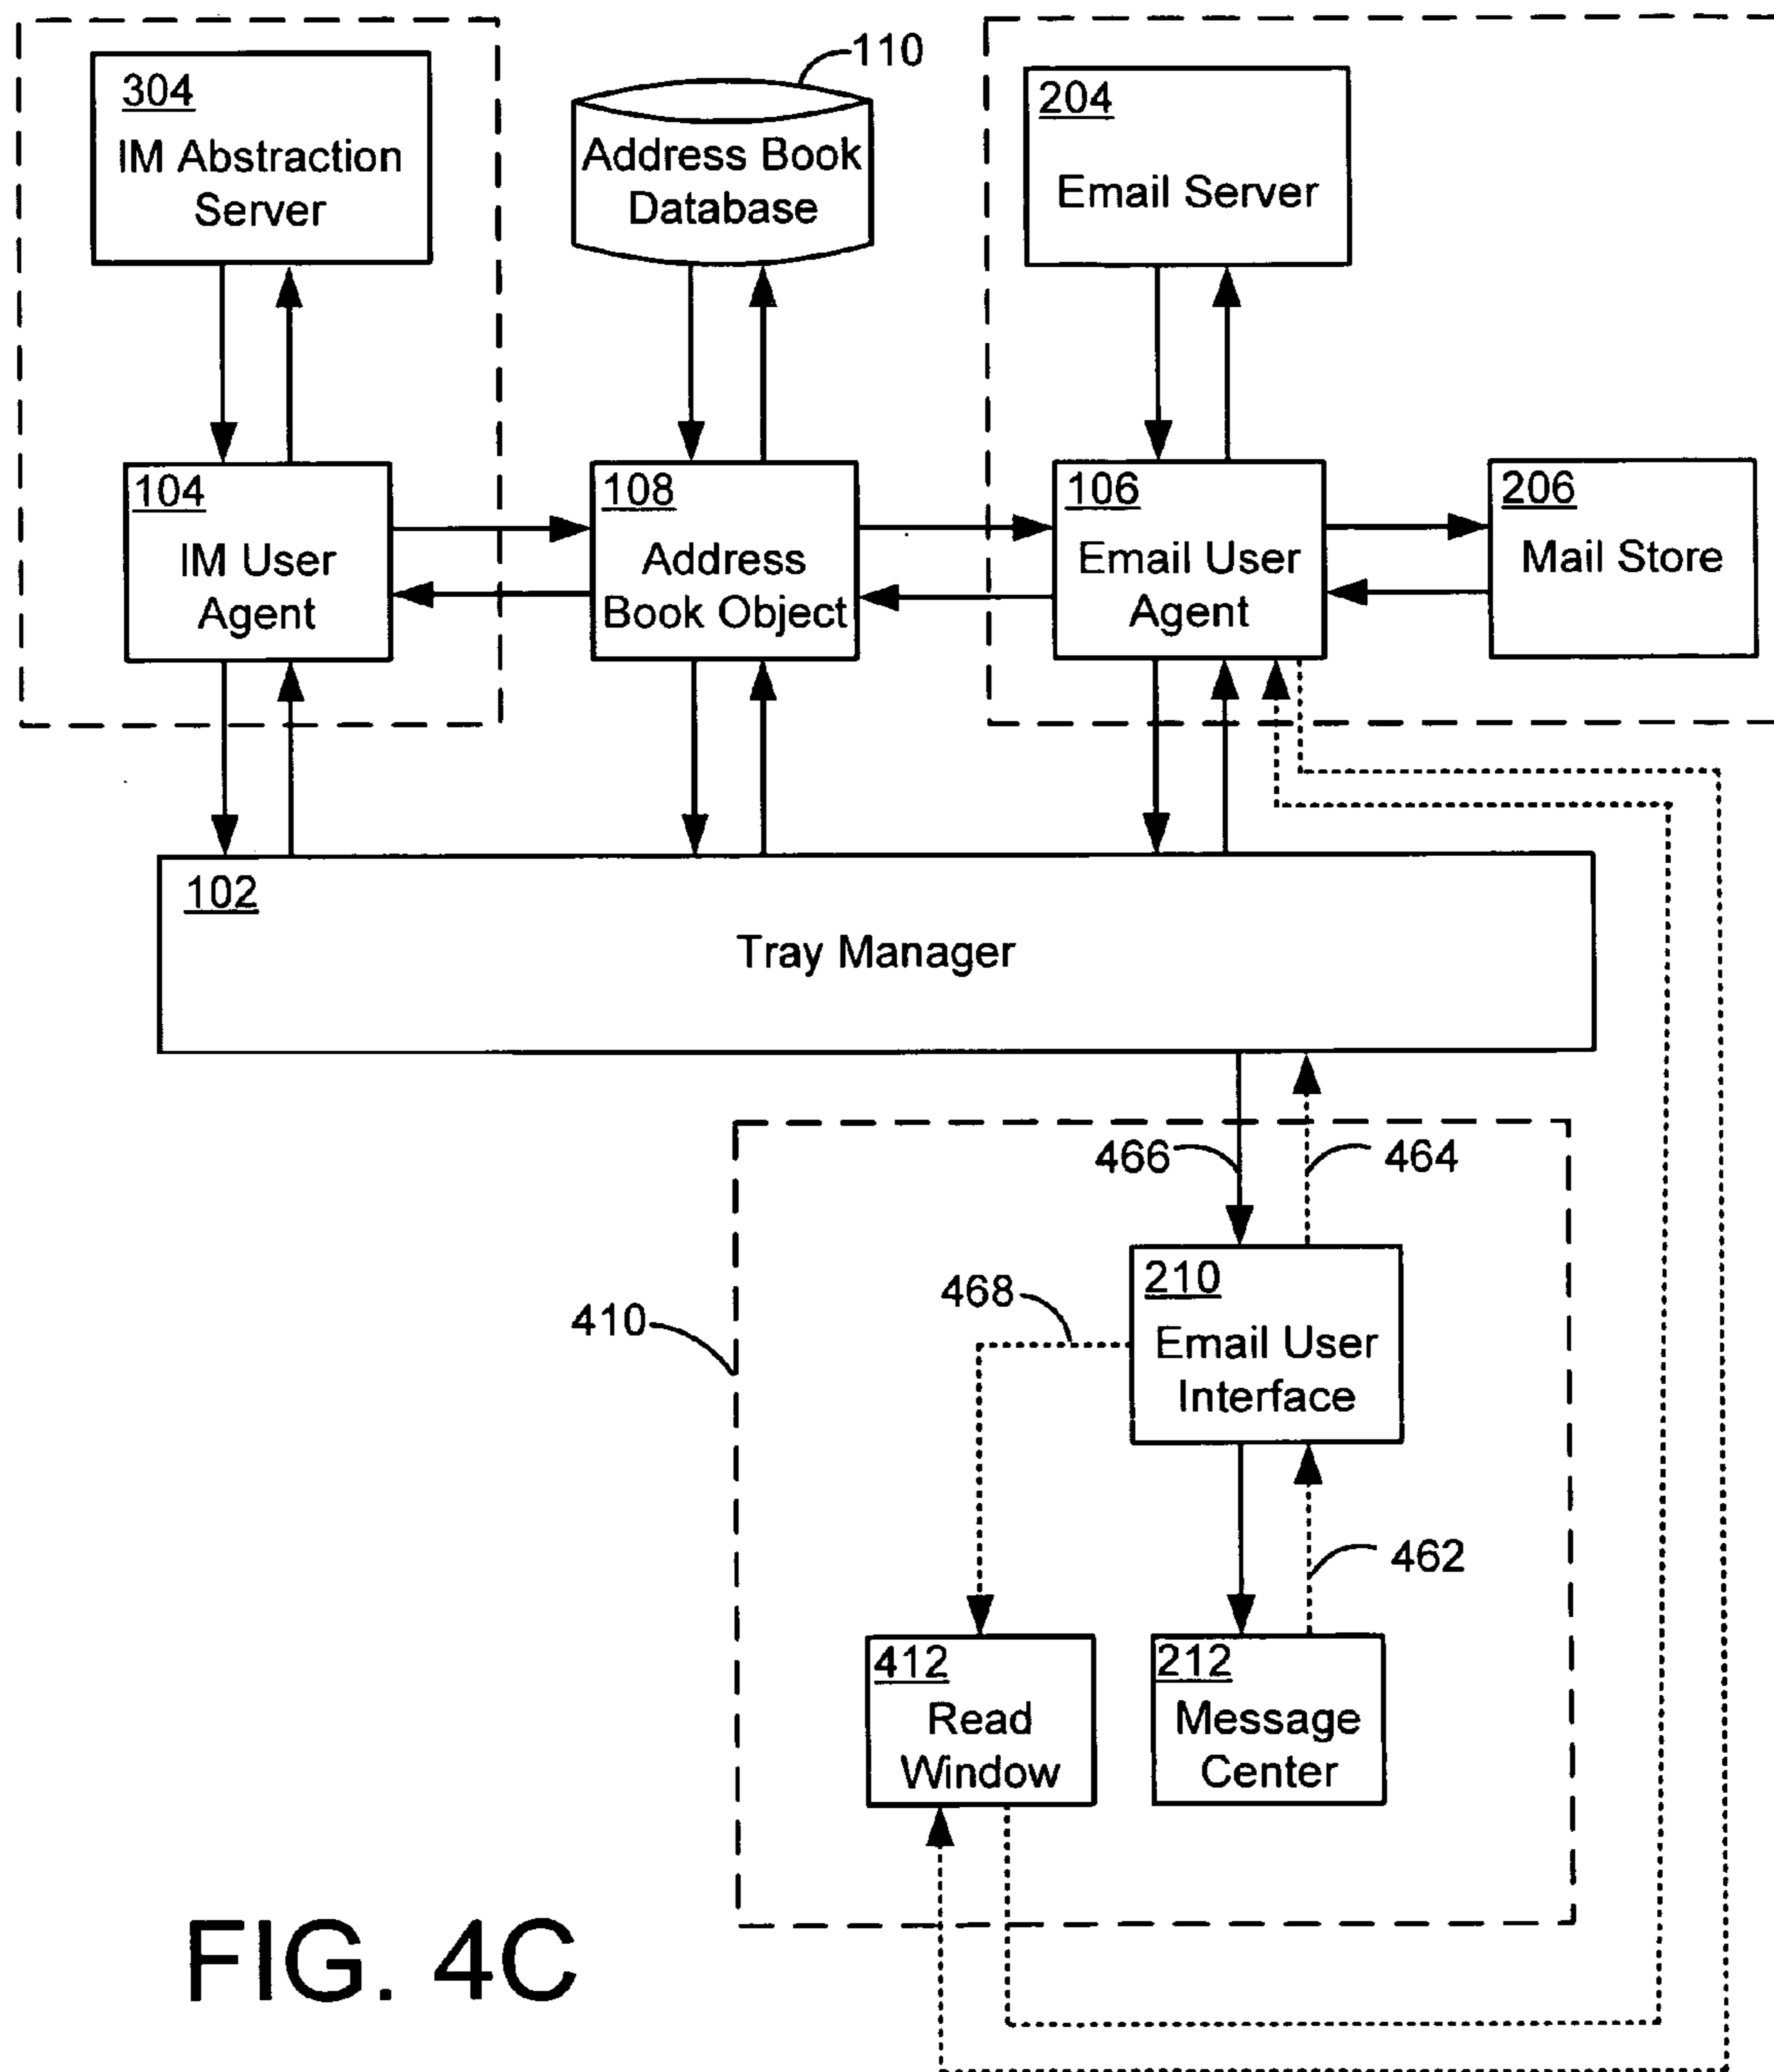 110
304
IM Abstraction
Server
Address Book
Database
204
Email Server
104
IM User
Agent
108
Address
Book Object
106
Email User
Agent
206
Mail Store
102
Tray Manager
466
464
410
468
210
Email User
Interface
462
412
Read
Window
212
Message
Center
FIG. 4C